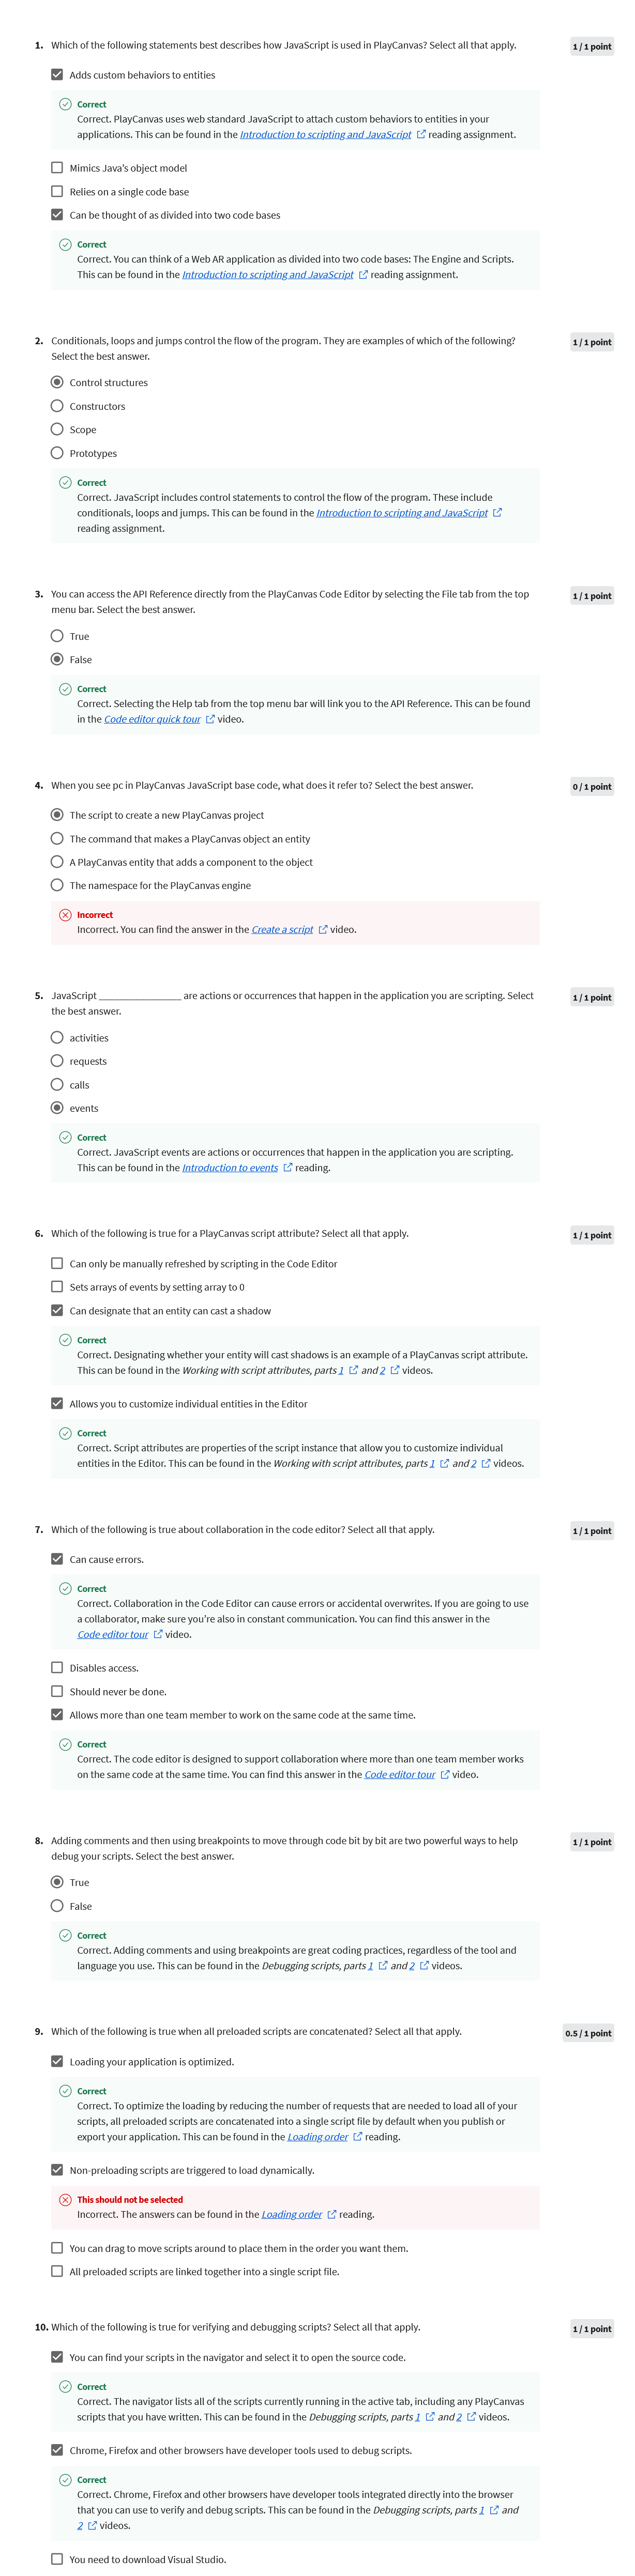 1. Which of the following statements best describes how JavaScript is used in PlayCanvas? Select all that apply.
1 / 1 point
Adds custom behaviors to entities
Correct
Correct. PlayCanvas uses web standard JavaScript to attach custom behaviors to entities in your
applications. This can be found in the Introduction to scripting and JavaScript reading assignment.
Mimics Java's object model
Relies on a single code base
Can be thought of as divided into two code bases
Correct
Correct. You can think of a Web AR application as divided into two code bases: The Engine and Scripts.
This can be found in the Introduction to scripting and JavaScript reading assignment.
2. Conditionals, loops and jumps control the flow of the program. They are examples of which of the following?
Select the best answer.
1 / 1 point
Control structures
Constructors
Scope
Prototypes
Correct
Correct. JavaScript includes control statements to control the flow of the program. These include
conditionals, loops and jumps. This can be found in the Introduction to scripting and JavaScript
reading assignment.
3. You can access the API Reference directly from the PlayCanvas Code Editor by selecting the File tab from the top
menu bar. Select the best answer.
1 / 1 point
True
False
Correct
Correct. Selecting the Help tab from the top menu bar will link you to the API Reference. This can be found
in the Code editor quick tour video.
4. When you see pc in PlayCanvas JavaScript base code, what does it refer to? Select the best answer.
0 / 1 point
The script to create a new PlayCanvas project
The command that makes a PlayCanvas object an entity
A PlayCanvas entity that adds a component to the object
The namespace for the PlayCanvas engine
Incorrect
Incorrect. You can find the answer in the Create a script video.
5. JavaScript ________________ are actions or occurrences that happen in the application you are scripting. Select
the best answer.
1 / 1 point
activities
requests
calls
events
Correct
Correct. JavaScript events are actions or occurrences that happen in the application you are scripting.
This can be found in the Introduction to events reading.
6. Which of the following is true for a PlayCanvas script attribute? Select all that apply.
1 / 1 point
Can only be manually refreshed by scripting in the Code Editor
Sets arrays of events by setting array to 0
Can designate that an entity can cast a shadow
Correct
Correct. Designating whether your entity will cast shadows is an example of a PlayCanvas script attribute.
This can be found in the Working with script attributes, parts 1 and 2 videos.
Allows you to customize individual entities in the Editor
Correct
Correct. Script attributes are properties of the script instance that allow you to customize individual
entities in the Editor. This can be found in the Working with script attributes, parts 1 and 2 videos.
7. Which of the following is true about collaboration in the code editor? Select all that apply.
1 / 1 point
Can cause errors.
Correct
Correct. Collaboration in the Code Editor can cause errors or accidental overwrites. If you are going to use
a collaborator, make sure you're also in constant communication. You can find this answer in the
Code editor tour video.
Disables access.
Should never be done.
Allows more than one team member to work on the same code at the same time.
Correct
Correct. The code editor is designed to support collaboration where more than one team member works
on the same code at the same time. You can find this answer in the Code editor tour video.
8. Adding comments and then using breakpoints to move through code bit by bit are two powerful ways to help
debug your scripts. Select the best answer.
1 / 1 point
True
False
Correct
Correct. Adding comments and using breakpoints are great coding practices, regardless of the tool and
language you use. This can be found in the Debugging scripts, parts 1 and 2 videos.
9. Which of the following is true when all preloaded scripts are concatenated? Select all that apply.
0.5 / 1 point
Loading your application is optimized.
Correct
Correct. To optimize the loading by reducing the number of requests that are needed to load all of your
scripts, all preloaded scripts are concatenated into a single script file by default when you publish or
export your application. This can be found in the Loading order reading.
Non-preloading scripts are triggered to load dynamically.
This should not be selected
Incorrect. The answers can be found in the Loading order reading.
You can drag to move scripts around to place them in the order you want them.
All preloaded scripts are linked together into a single script file.
10. Which of the following is true for verifying and debugging scripts? Select all that apply.
1 / 1 point
You can find your scripts in the navigator and select it to open the source code.
Correct
Correct. The navigator lists all of the scripts currently running in the active tab, including any PlayCanvas
scripts that you have written. This can be found in the Debugging scripts, parts 1 and 2 videos.
Chrome, Firefox and other browsers have developer tools used to debug scripts.
Correct
Correct. Chrome, Firefox and other browsers have developer tools integrated directly into the browser
that you can use to verify and debug scripts. This can be found in the Debugging scripts, parts 1 and
2 videos.
You need to download Visual Studio.